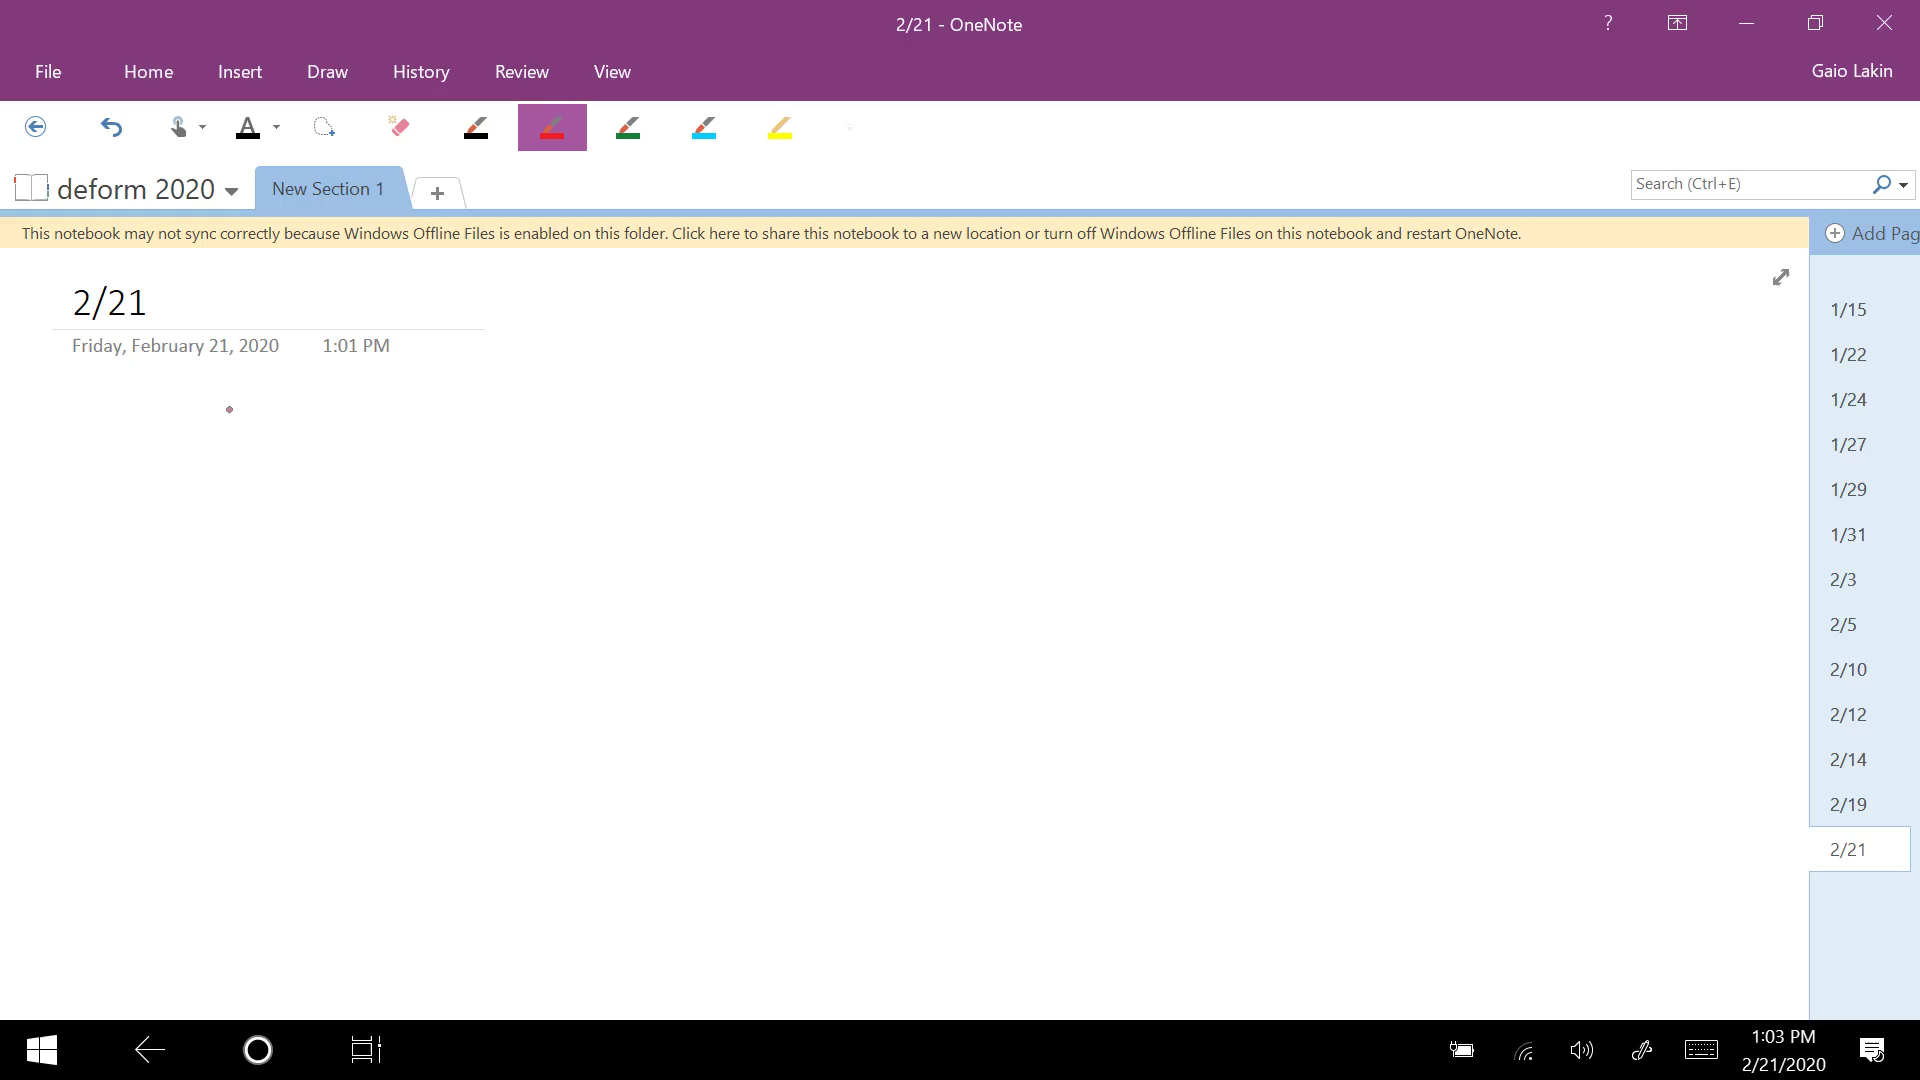 2/21 - OneNote
?
File Home Insert Draw History Review View
Gaio Lakin
A
deform 2020
New Section 1
+
Search (Ctrl+E)
This notebook may not sync correctly because Windows Offline Files is enabled on this folder. Click here to share this notebook to a new location or turn off Windows Offline Files on this notebook and restart OneNote.
Add Pag
2/21
Friday, February 21, 2020 1:01 PM
1/15
1/22
1/24
1/27
1/29
1/31
2/3
2/5
2/10
2/12
2/14
2/19
2/21
1:03 PM
2/21/2020